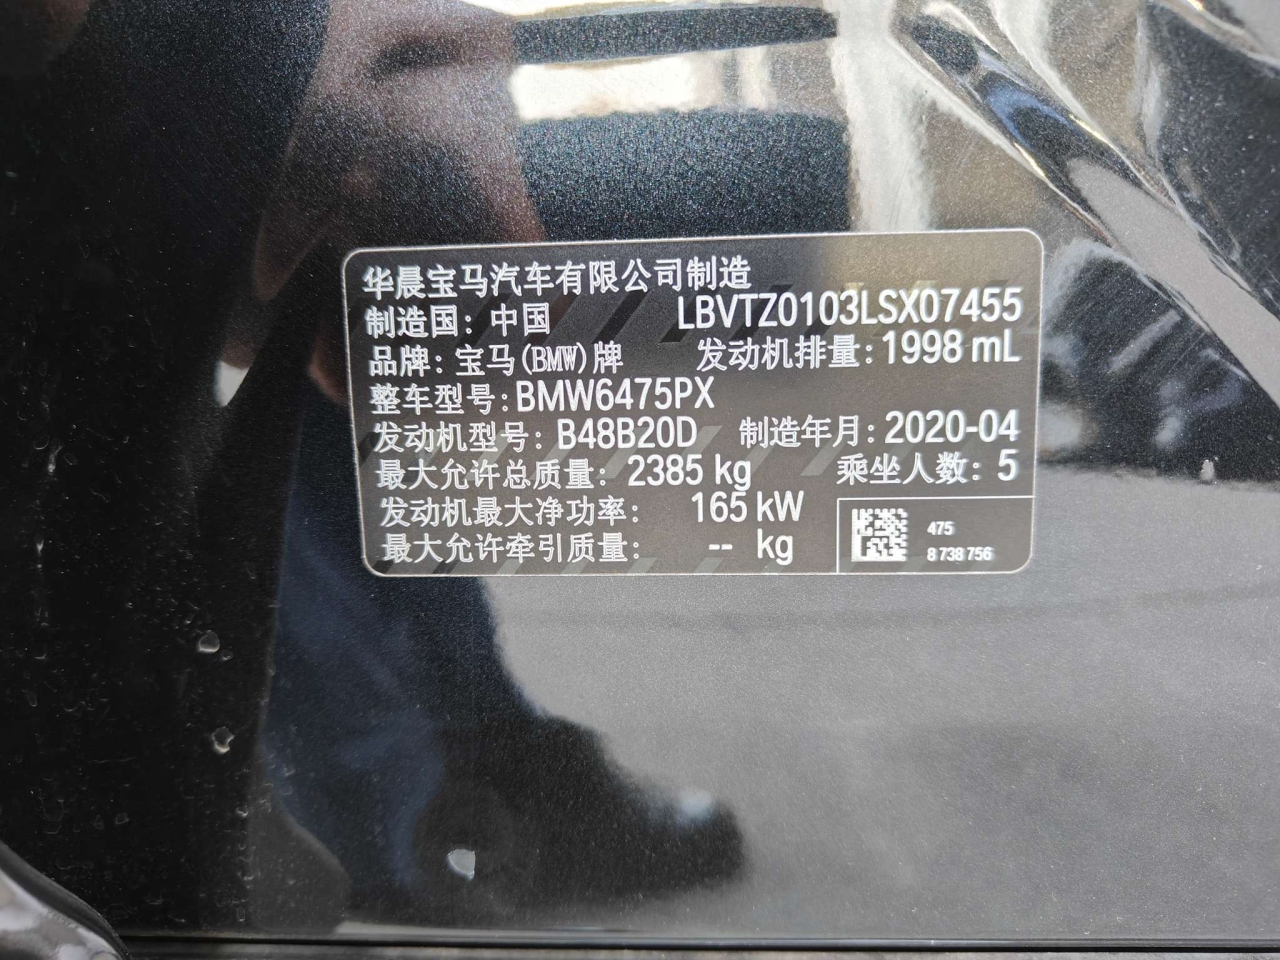 华晨宝马汽车有限公司制造
制造国：中国 LBVTZ0103LSX07455
品牌：宝马(BMW)牌 发动机排量：1998 mL
整车型号：BMW6475PX
发动机型号：B48B20D 制造年月：2020-04
最大允许总质量：2385 kg 乘坐人数：5
发动机最大净功率： 165 kW
最大允许牵引质量： -- kg
475
8 738 756